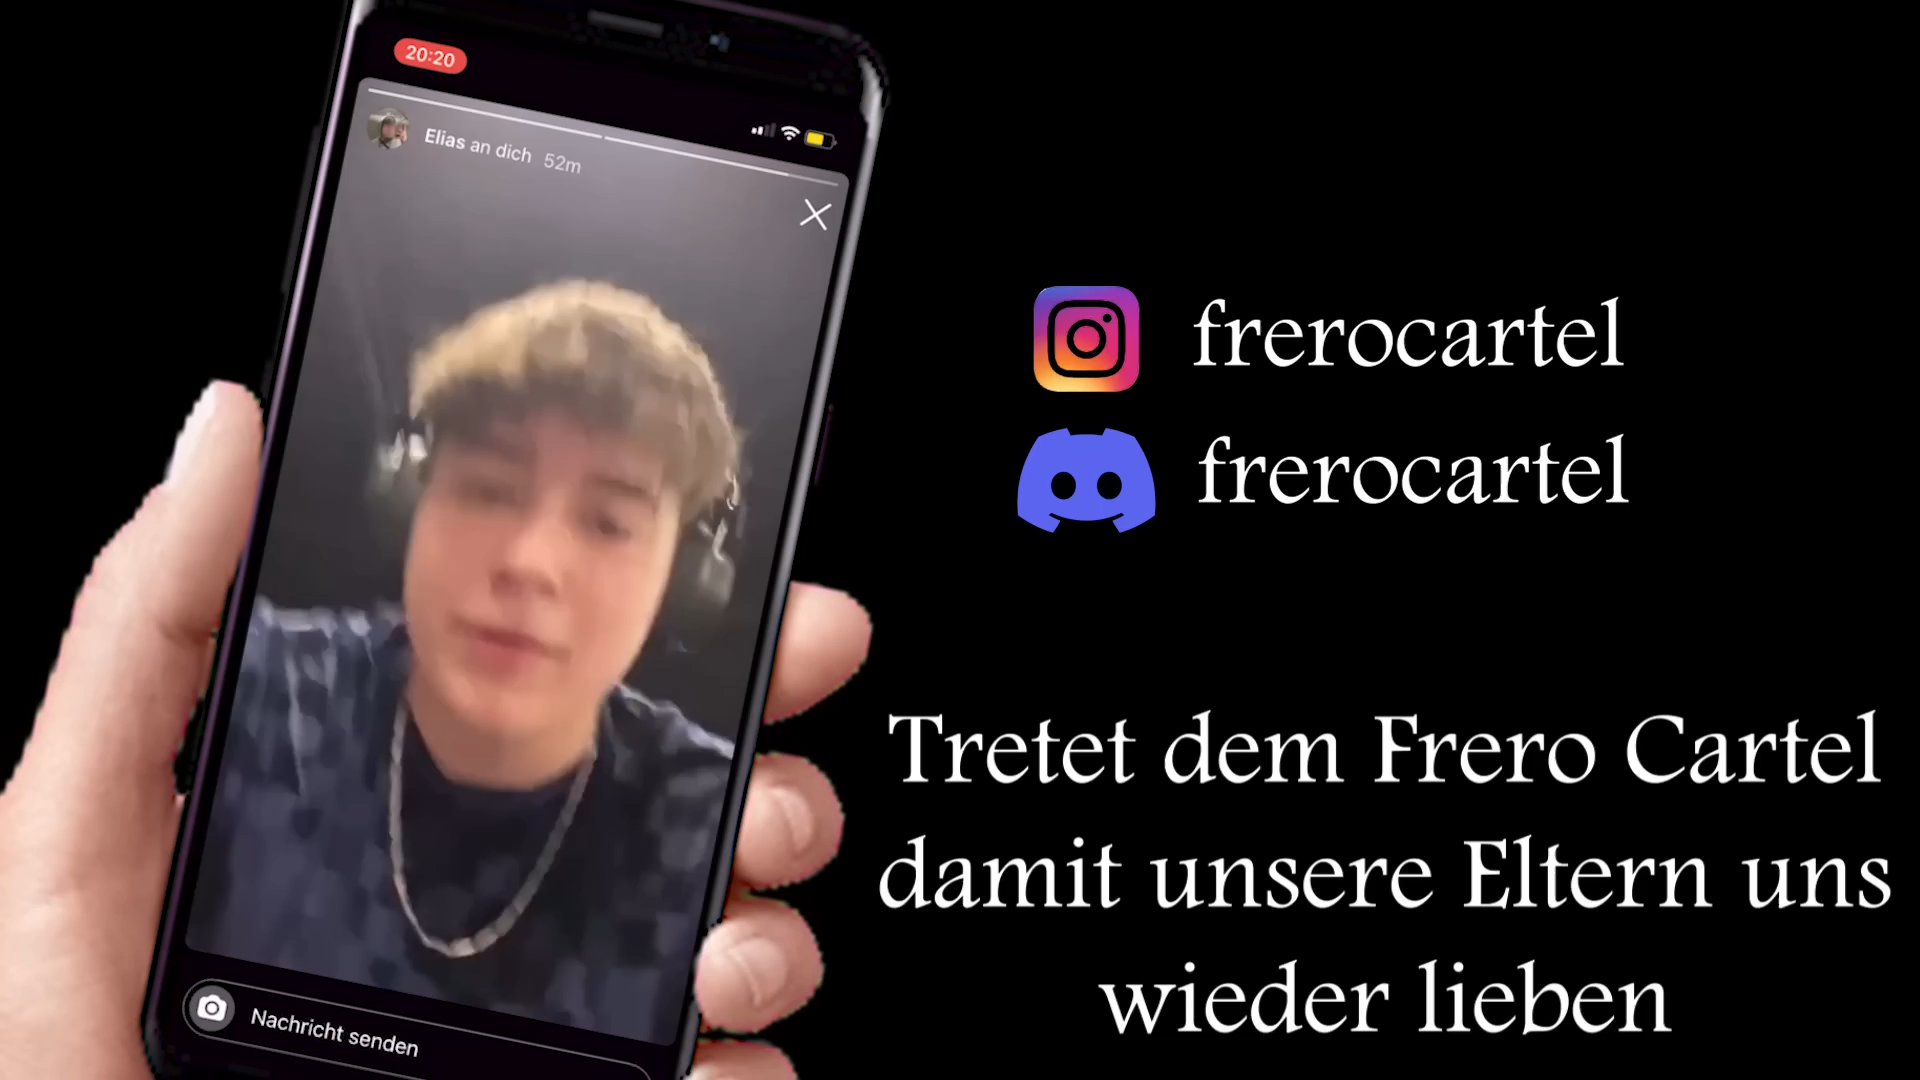 20:20
Elias an dich 52m
frerocartel
frerocartel
Tretet dem Frero Cartel
damit unsere Eltern uns
wieder lieben
Nachricht senden